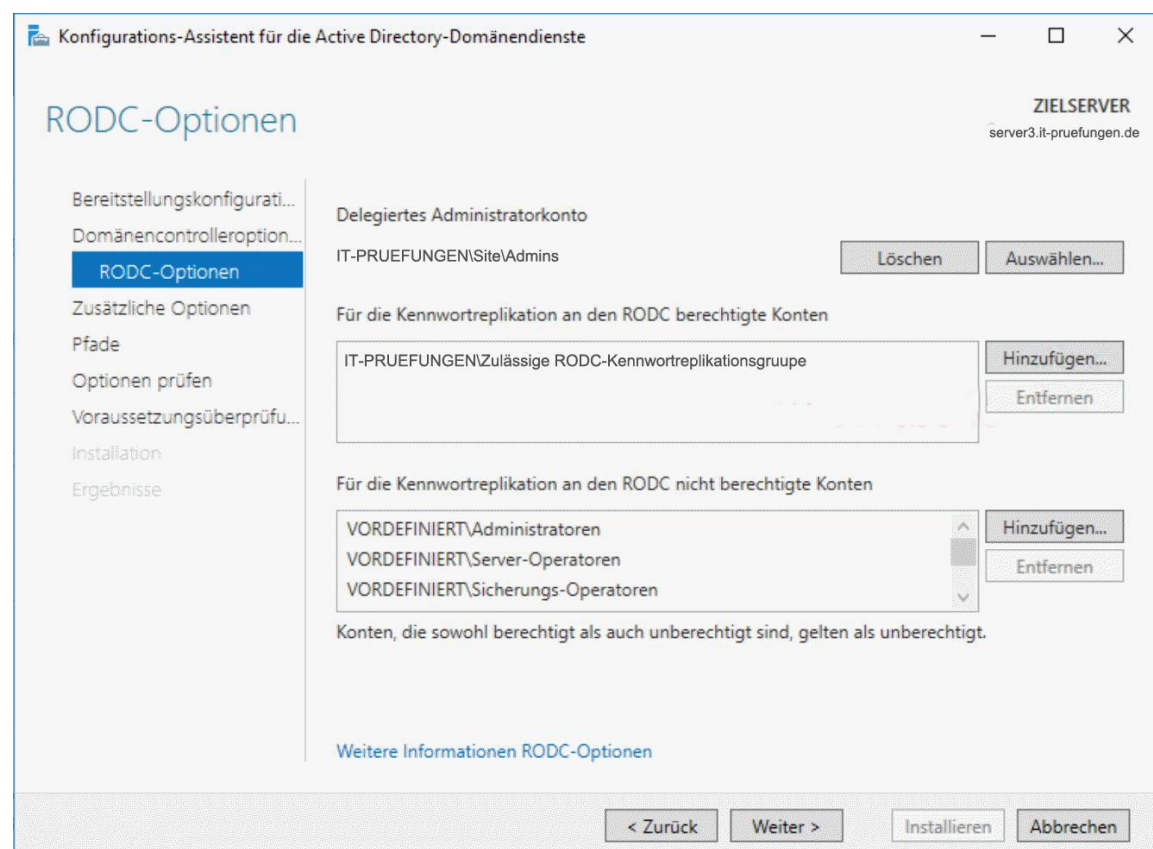 Konfigurations-Assistent für die Active Directory-Domänendienste
RODC-Optionen
ZIELSERVER
server3.it-pruefungen.de
Bereitstellungskonfigurati...
Domänencontrolleroption...
RODC-Optionen
Zusätzliche Optionen
Pfade
Optionen prüfen
Voraussetzungsüberprüfu...
Installation
Ergebnisse
Delegiertes Administratorkonto
IT-PRUEFUNGEN\Site\Admins
Löschen
Auswählen...
Für die Kennwortreplikation an den RODC berechtigte Konten
IT-PRUEFUNGEN\Zulässige RODC-Kennwortreplikationsgruupe
Hinzufügen...
Entfernen
Für die Kennwortreplikation an den RODC nicht berechtigte Konten
VORDEFINIERT\Administratoren
VORDEFINIERT\Server-Operatoren
VORDEFINIERT\Sicherungs-Operatoren
Hinzufügen...
Entfernen
Konten, die sowohl berechtigt als auch unberechtigt sind, gelten als unberechtigt.
Weitere Informationen RODC-Optionen
< Zurück
Weiter >
Installieren
Abbrechen